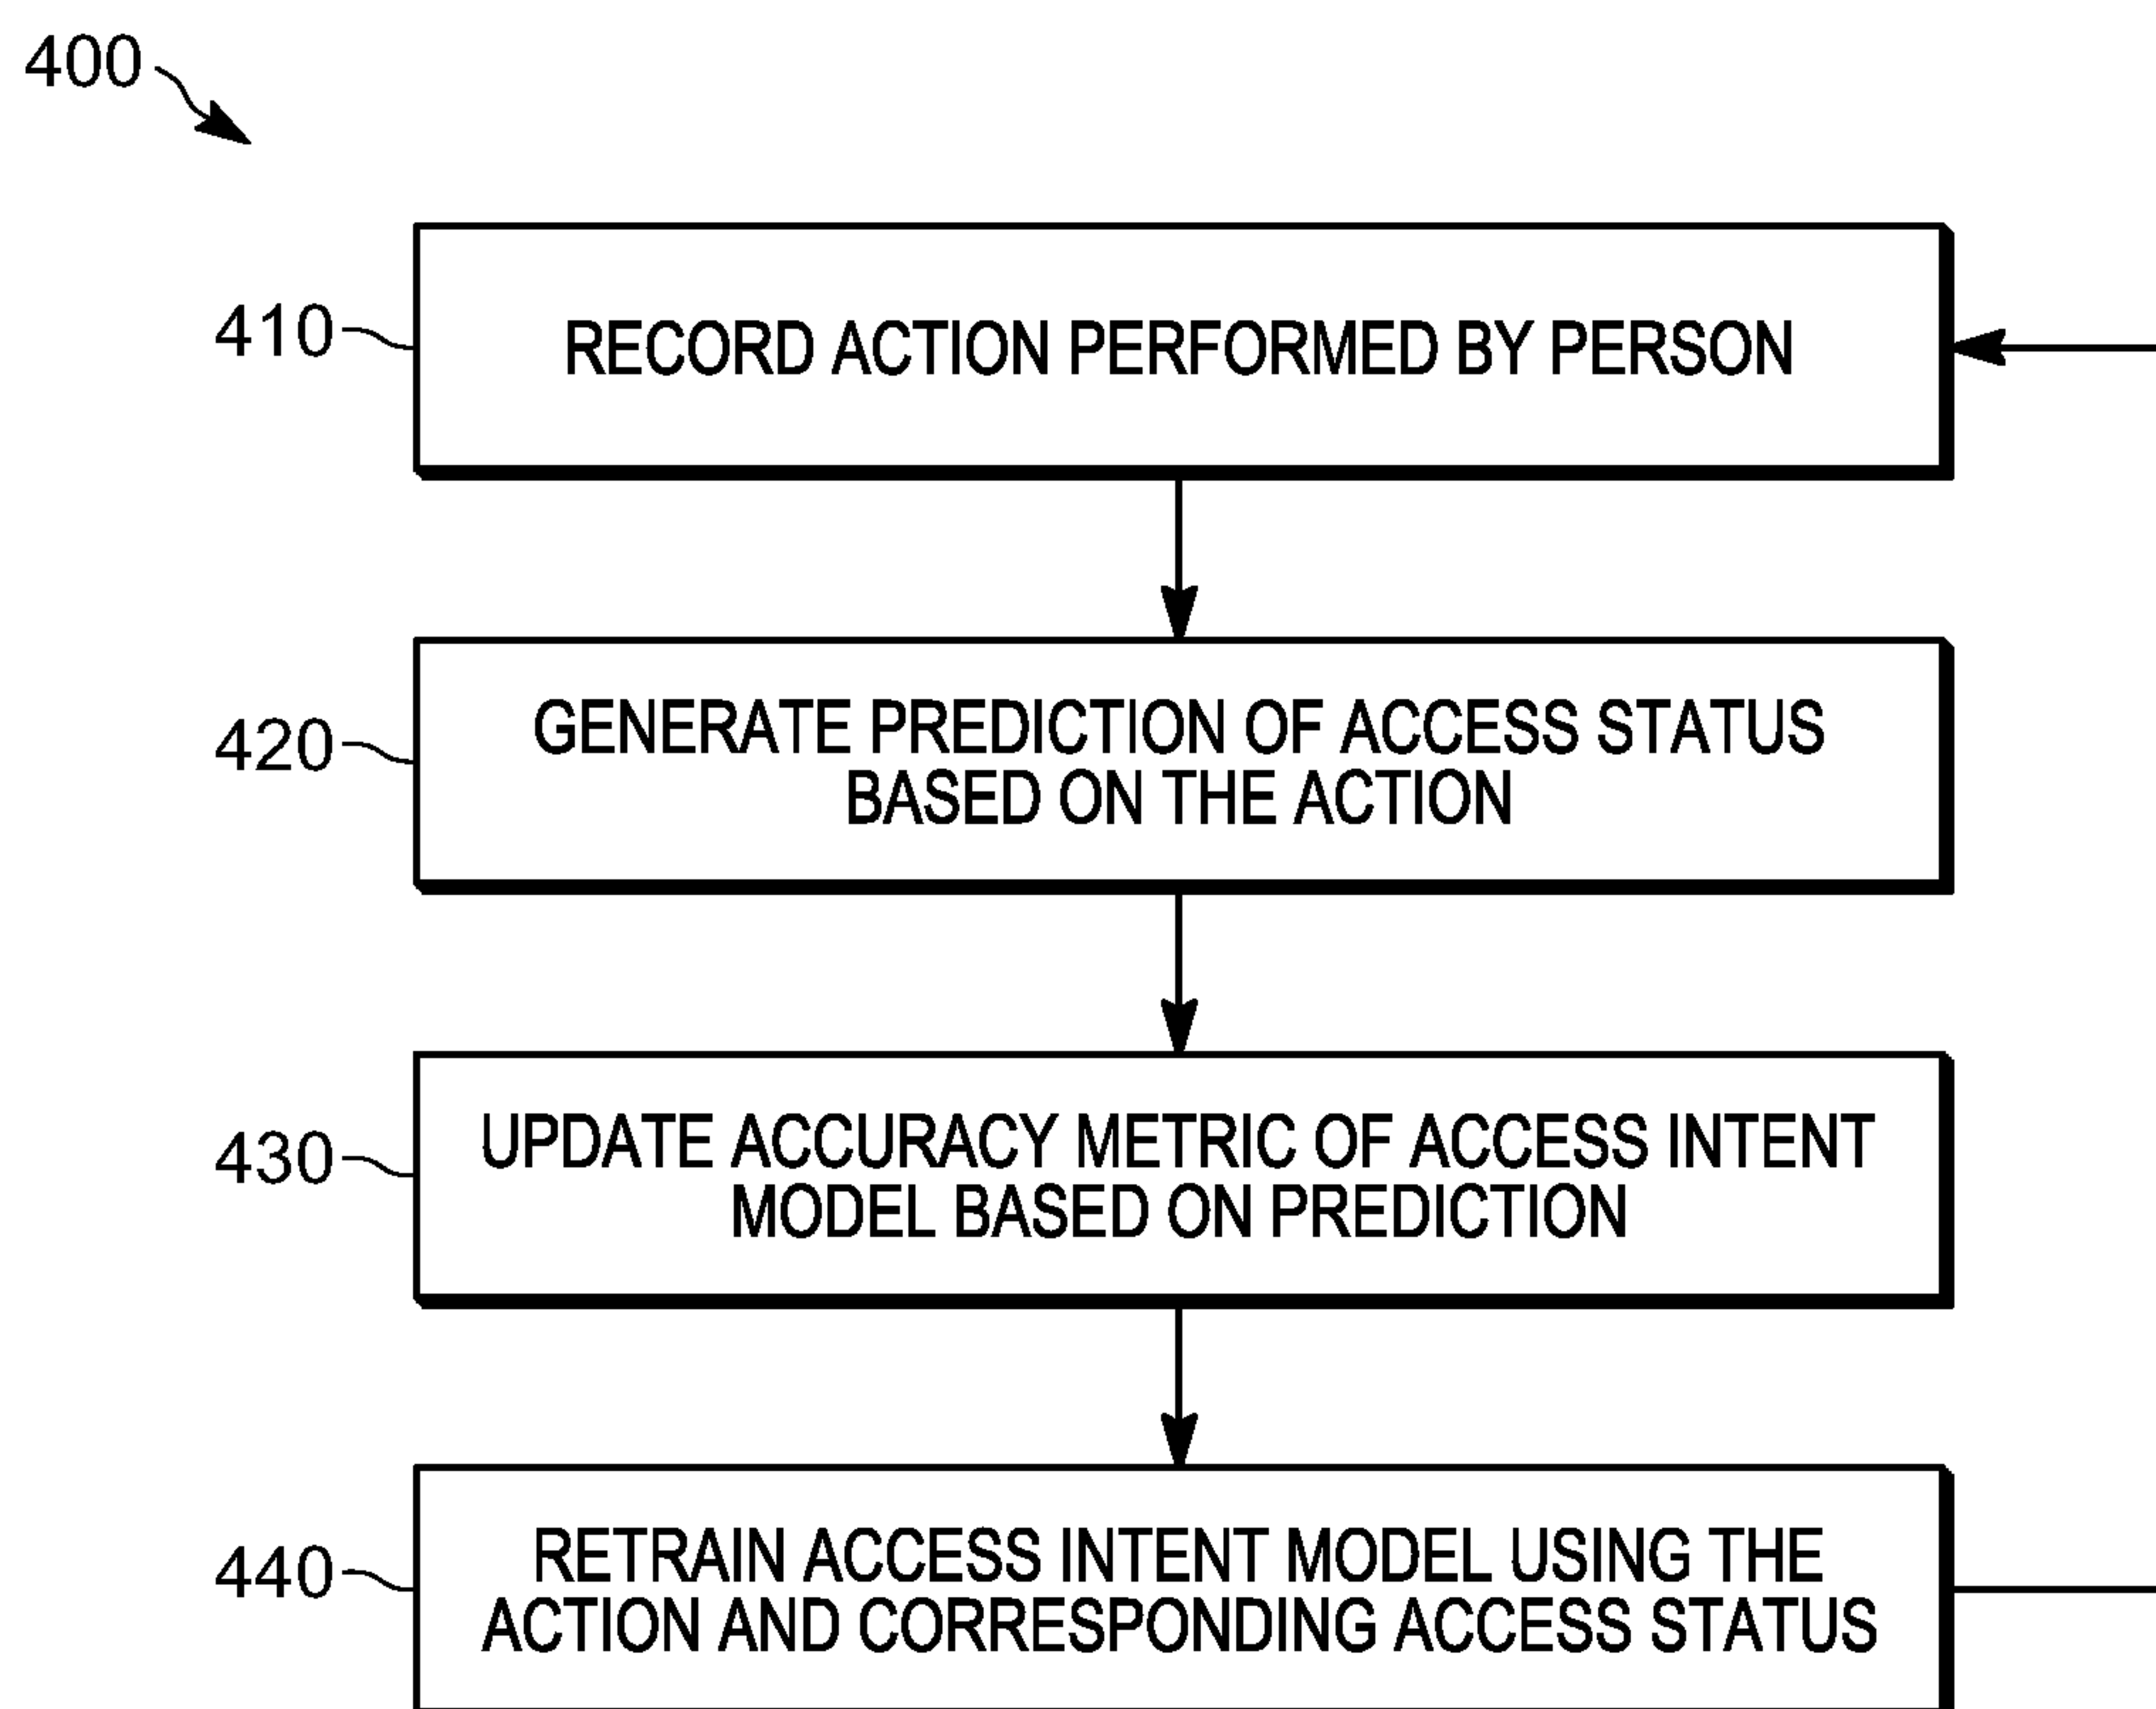 400
410
RECORD ACTION PERFORMED BY PERSON
420
GENERATE PREDICTION OF ACCESS STATUS
BASED ON THE ACTION
430
UPDATE ACCURACY METRIC OF ACCESS INTENT
MODEL BASED ON PREDICTION
440
RETRAIN ACCESS INTENT MODEL USING THE
ACTION AND CORRESPONDING ACCESS STATUS